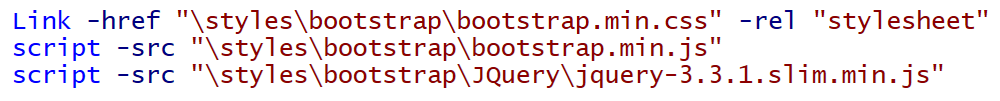 Link -href "\styles\bootstrap\bootstrap.min.css" -rel "stylesheet"
script -src "\styles\bootstrap\bootstrap.min.js"
script -src "\styles\bootstrap\JQuery\jquery-3.3.1.slim.min.js"